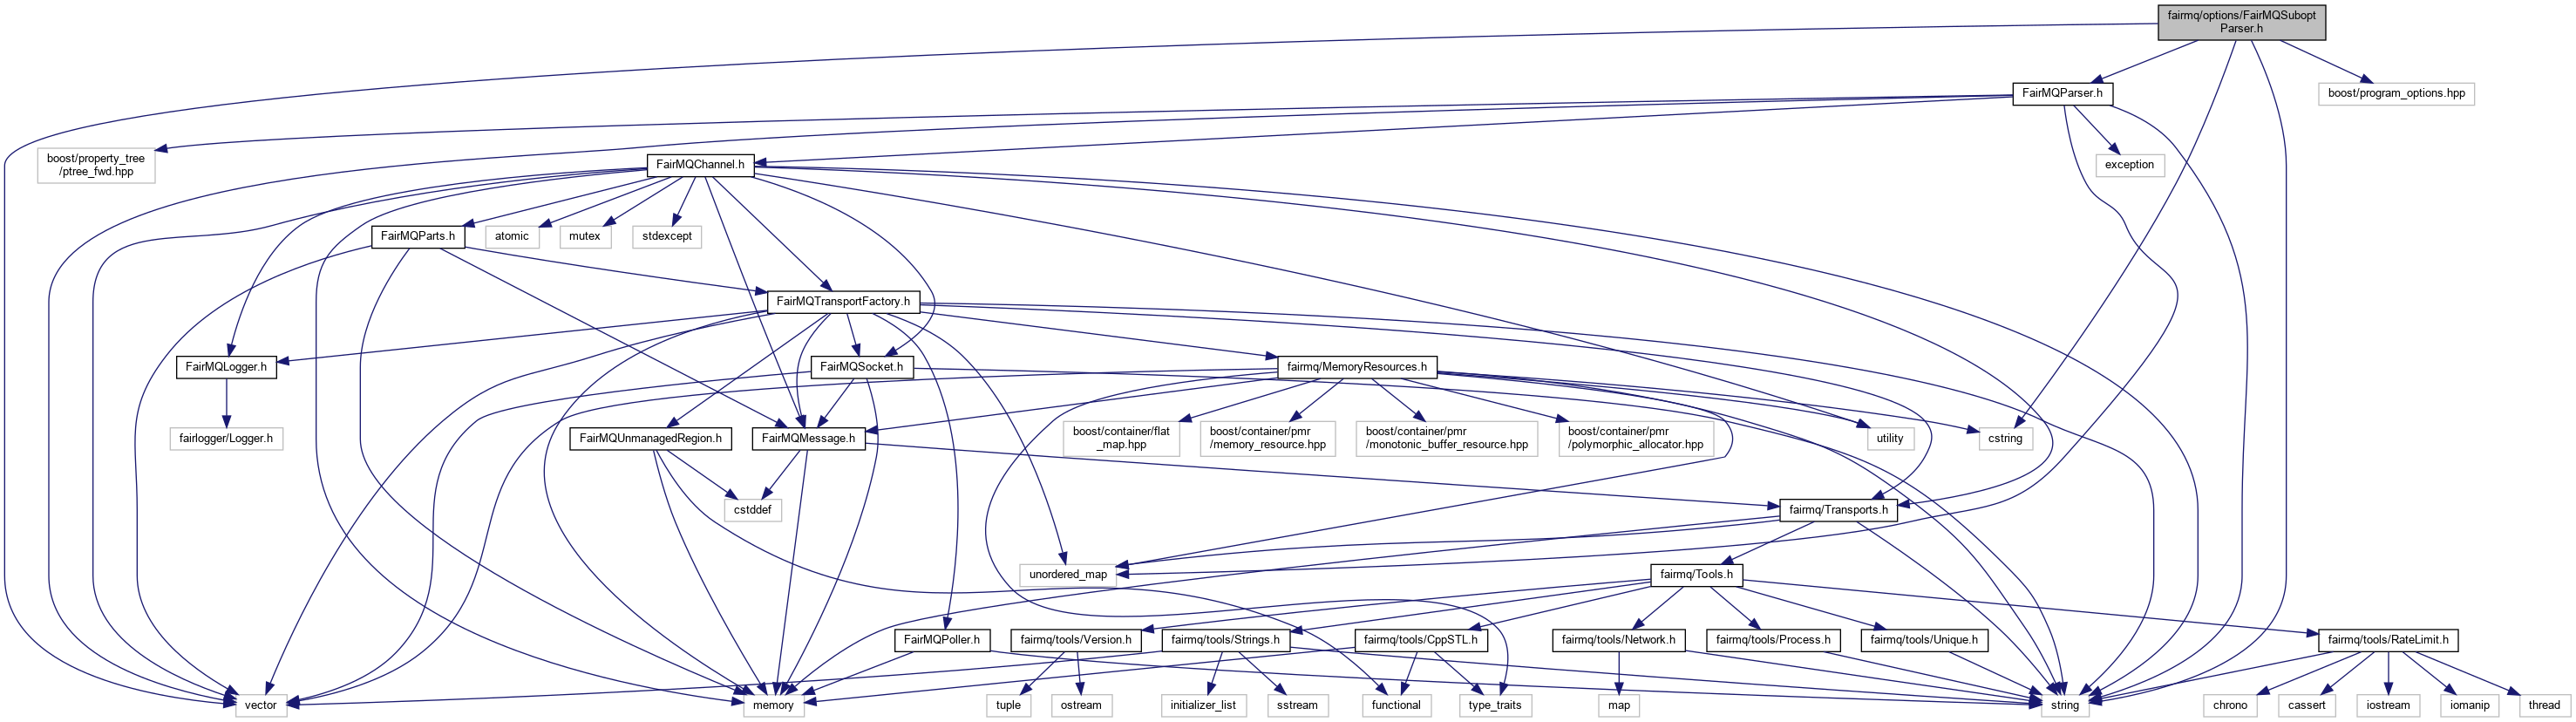 fairmq/options/FairMQSubopt
Parser.h
FairMQParser.h
boost/program_options.hpp
boost/property_tree
/ptree_fwd.hpp
FairMQChannel.h
exception
FairMQParts.h
atomic
mutex
stdexcept
FairMQTransportFactory.h
FairMQLogger.h
FairMQSocket.h
fairmq/MemoryResources.h
fairlogger/Logger.h
FairMQUnmanagedRegion.h
FairMQMessage.h
boost/container/flat
_map.hpp
boost/container/pmr
/memory_resource.hpp
boost/container/pmr
/monotonic_buffer_resource.hpp
boost/container/pmr
/polymorphic_allocator.hpp
utility
cstring
cstddef
fairmq/Transports.h
unordered_map
fairmq/Tools.h
FairMQPoller.h
fairmq/tools/Version.h
fairmq/tools/Strings.h
fairmq/tools/CppSTL.h
fairmq/tools/Network.h
fairmq/tools/Process.h
fairmq/tools/Unique.h
fairmq/tools/RateLimit.h
vector
memory
tuple
ostream
initializer_list
sstream
functional
type_traits
map
string
chrono
cassert
iostream
iomanip
thread